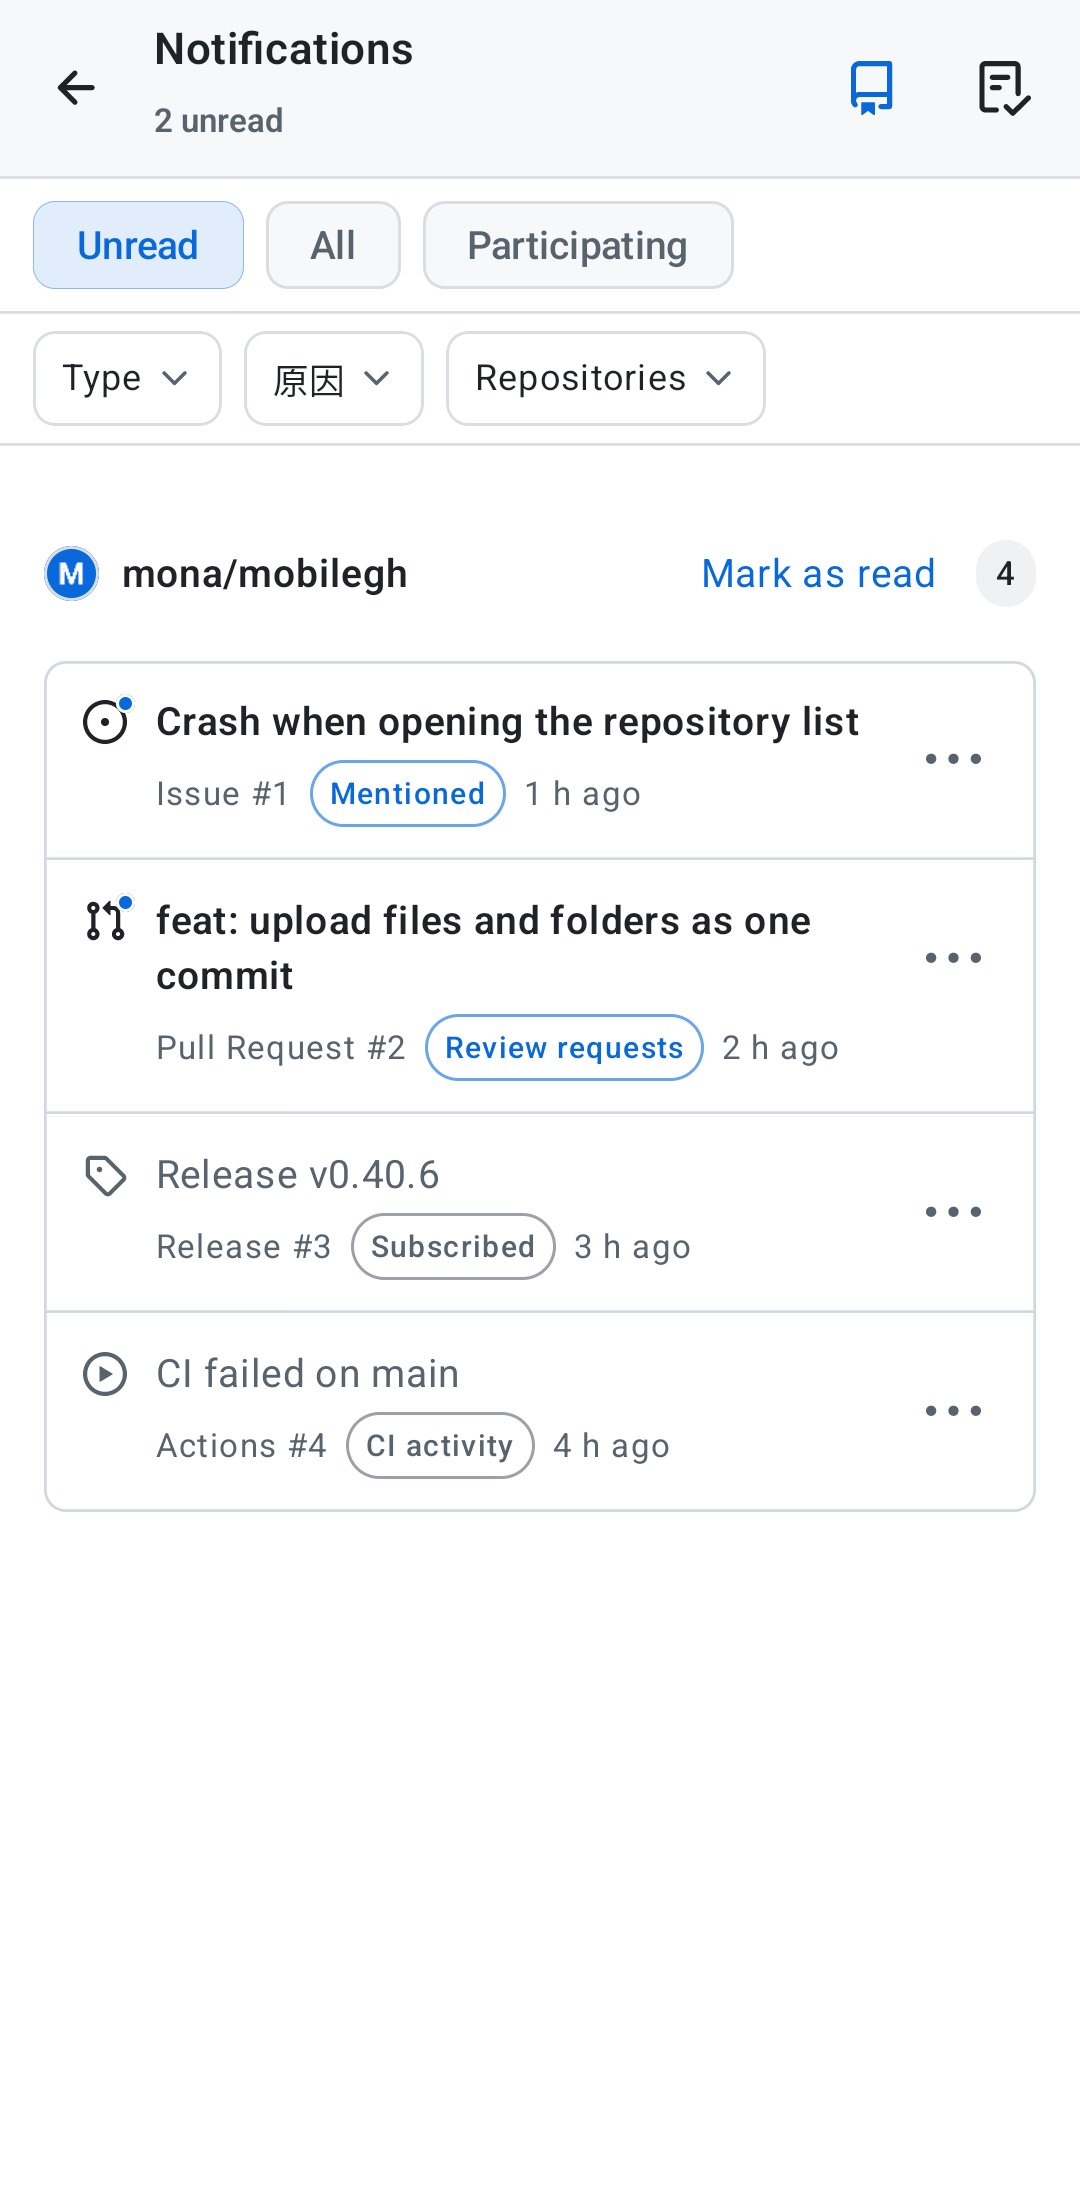 Notifications
2 unread
Unread All Participating
Type 原因 Repositories
M mona/mobilegh Mark as read 4
Crash when opening the repository list
Issue #1 Mentioned 1 h ago
feat: upload files and folders as one
commit
Pull Request #2 Review requests 2 h ago
Release v0.40.6
Release #3 Subscribed 3 h ago
CI failed on main
Actions #4 CI activity 4 h ago